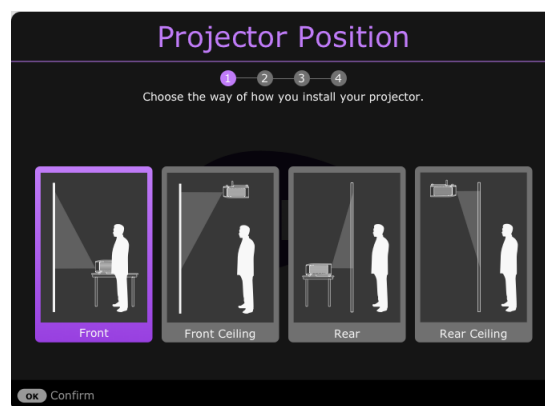 Projector Position
1 2 3 4
Choose the way of how you install your projector.
Front
Front Ceiling
Rear
Rear Ceiling
OK Confirm